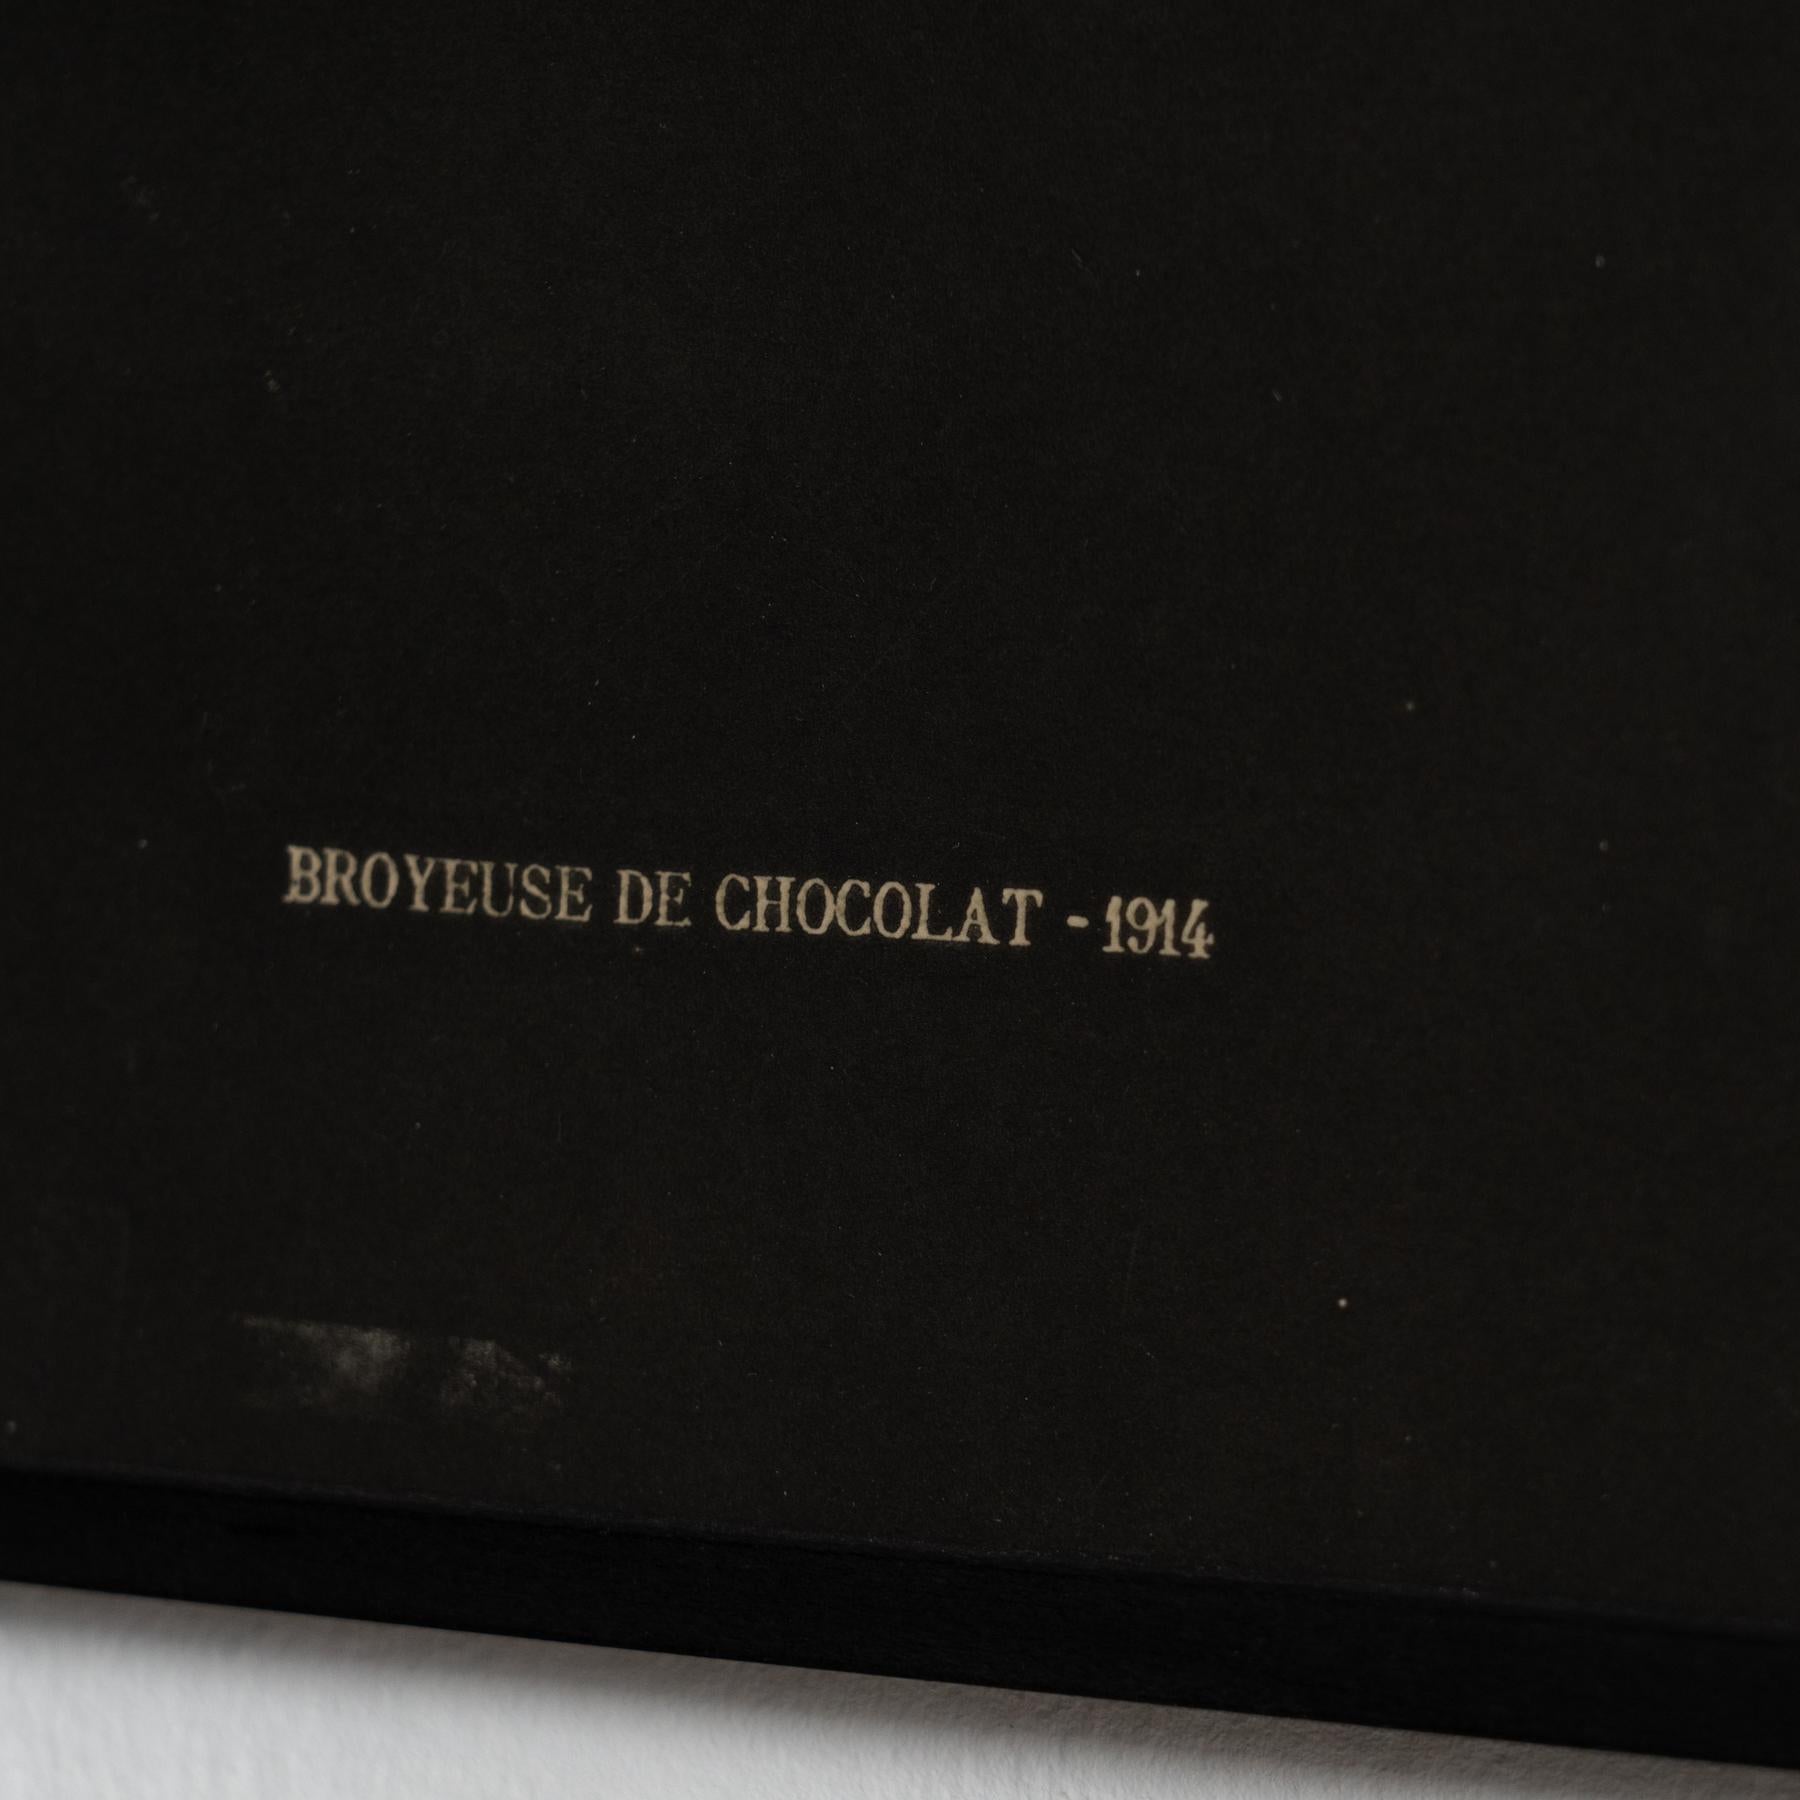 BROYEUSE DE CHOCOLAT - 1914